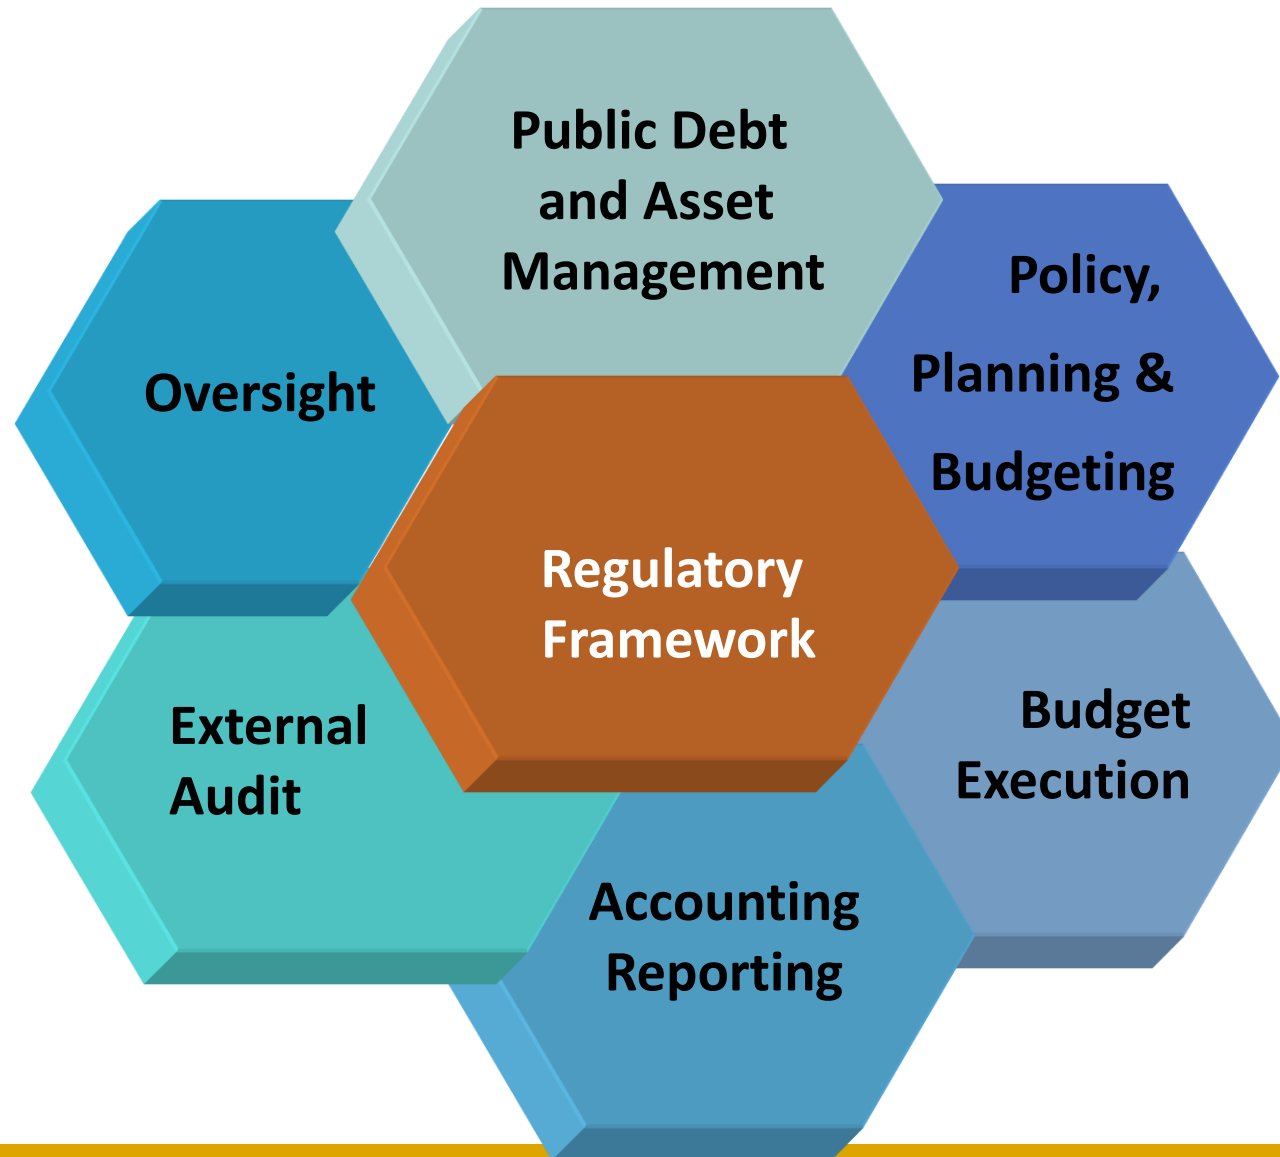 Public Debt
and Asset
Management
Policy,
Planning &
Budgeting
Oversight
Regulatory
Framework
External
Audit
Budget
Execution
Accounting
Reporting